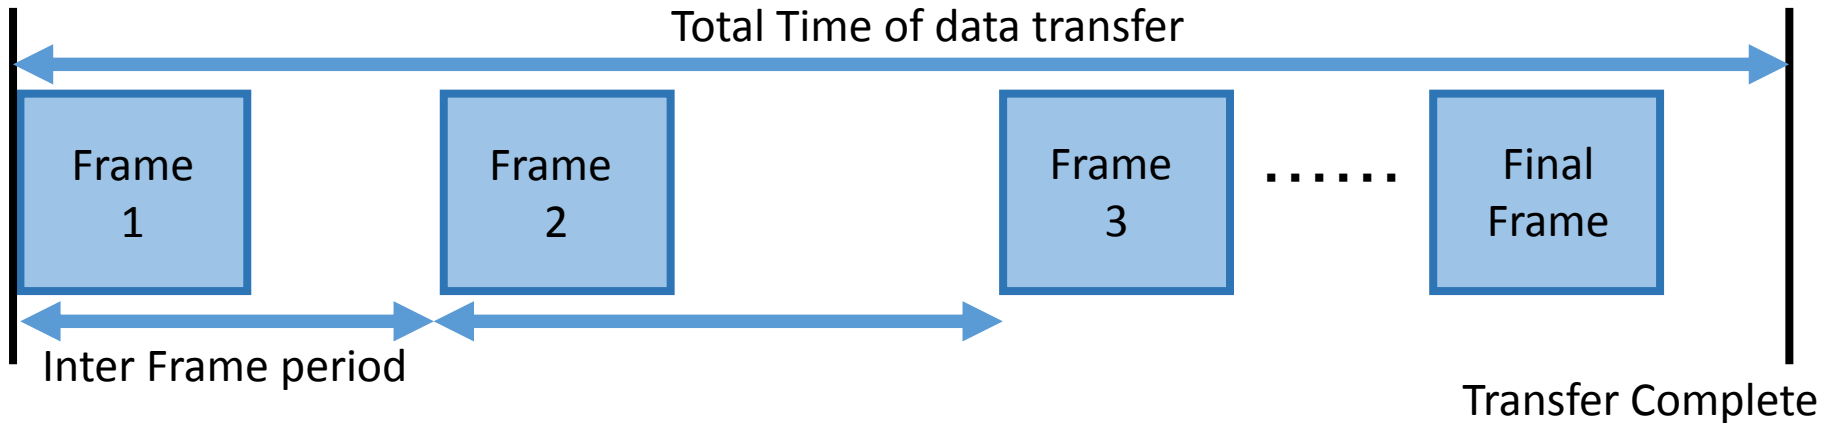 Total Time of data transfer
Frame
1
Frame
2
Frame
3
......
Final
Frame
Inter Frame period
Transfer Complete